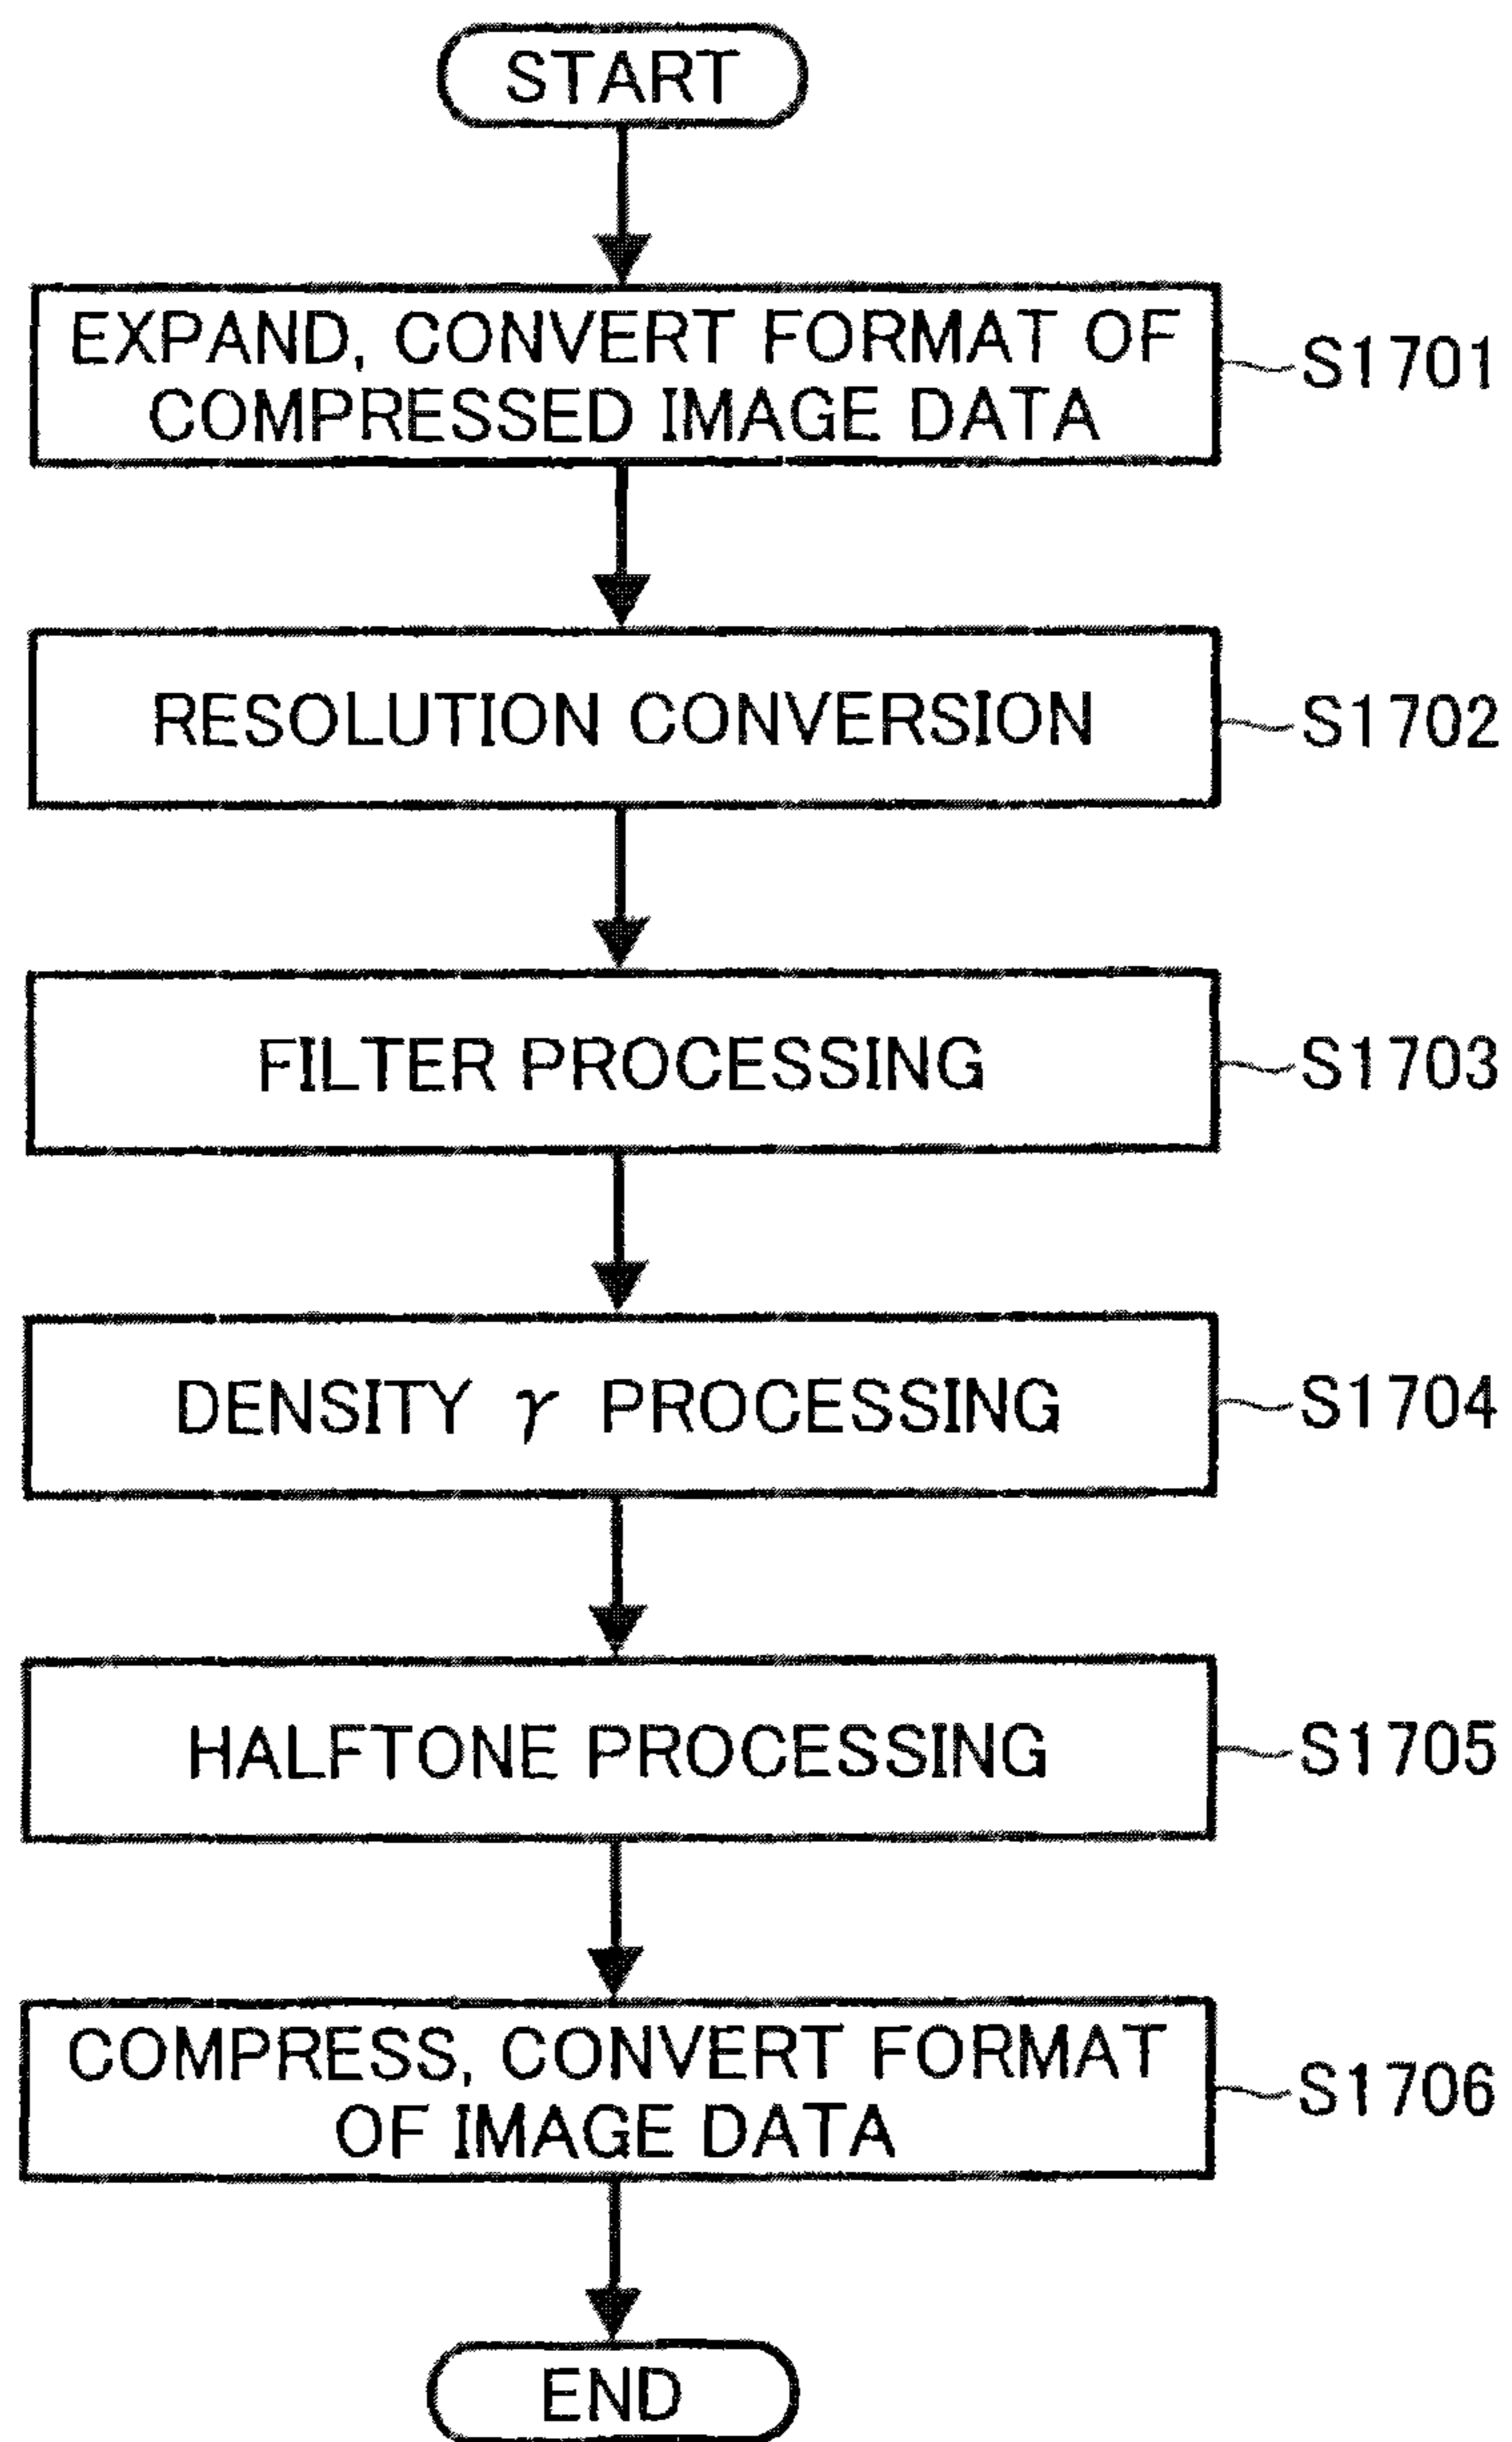 START
EXPAND, CONVERT FORMAT OF
COMPRESSED IMAGE DATA
S1701
RESOLUTION CONVERSION
S1702
FILTER PROCESSING
S1703
DENSITY γ PROCESSING
S1704
HALFTONE PROCESSING
S1705
COMPRESS, CONVERT FORMAT
OF IMAGE DATA
S1706
END